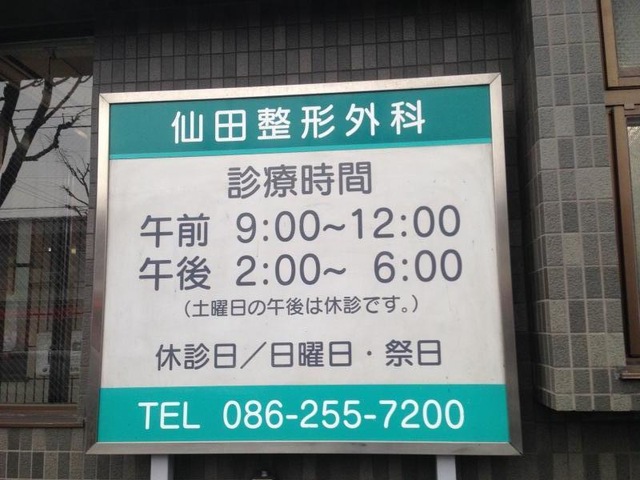 仙田整形外科
診療時間
午前 9:00~12:00
午後 2:00~ 6:00
(土曜日の午後は休診です。)
休診日/日曜日・祭日
TEL 086-255-7200